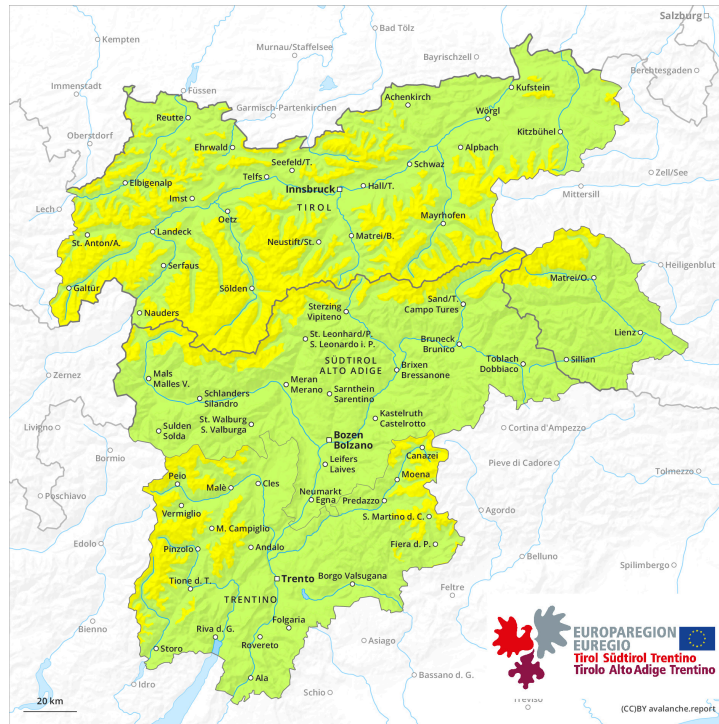 Salzburg
Bad Tölz
Kempten
Murnau/Staffelsee
Bayrischzell
Berchtesgaden
Immenstadt
Füssen
Kufstein
Garmisch-Partenkirchen
Achenkirch
Reutte
Wörgl
Oberstdorf
Kitzbühel
Ehrwald
Alpbach
Seefeld/T.
Schwaz
Zell/See
Telfs
Elbigenalp
Innsbruck
Hall/T.
Mittersill
Imst
TIROL
Lech
Oetz
Mayrhofen
Landeck
St. Anton/A.
Neustift/St.
Matrei/B.
Serfaus
Heiligenblut
Matrei/O.
Galtür
Sölden
Sand/T.
Campo Tures
Nauders
Sterzing
Vipiteno
Lienz
St. Leonhard/P.
S. Leonardo i. P.
Bruneck
Brunico
Sillian
SÜDTIROL
ALTO ADIGE
Toblach
Dobbiaco
Zernez
Mals
Malles V.
Meran
Merano
Brixen
Bressanone
Sarnthein
Sarentino
Schlanders
Silandro
Kastelruth
Castelrotto
Livigno
St. Walburg
S. Valburga
Sulden
Solda
Cortina d'Ampezzo
Bozen
Bolzano
Bormio
Canazei
Pieve di Cadore
Leifers
Laives
Tolmezzo
Moena
Peio
Malè
Cles
Poschiavo
Neumarkt
Egna
Predazzo
Vermiglio
Agordo
S. Martino d. C.
M. Campiglio
Edolo
Fiera d. P.
Pinzolo
Andalo
Belluno
Spilimbergo
Trento
Borgo Valsugana
Tione d. T.
Feltre
TRENTINO
Bienno
Folgaria
Riva d. G.
Rovereto
Asiago
Storo
Ala
Bassano d. G.
Idro
Schio
EUROPAREGION
EUREGIO
Tirol Südtirol Trentino
Tirolo Alto Adige Trentino
Treviso
20 km
(CC)BY avalanche.report